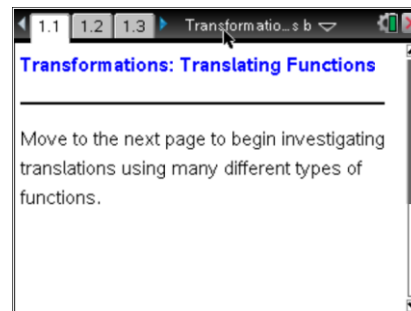 1.1 1.2 1.3 Transformatio...s b
Transformations: Translating Functions
Move to the next page to begin investigating
translations using many different types of
functions.